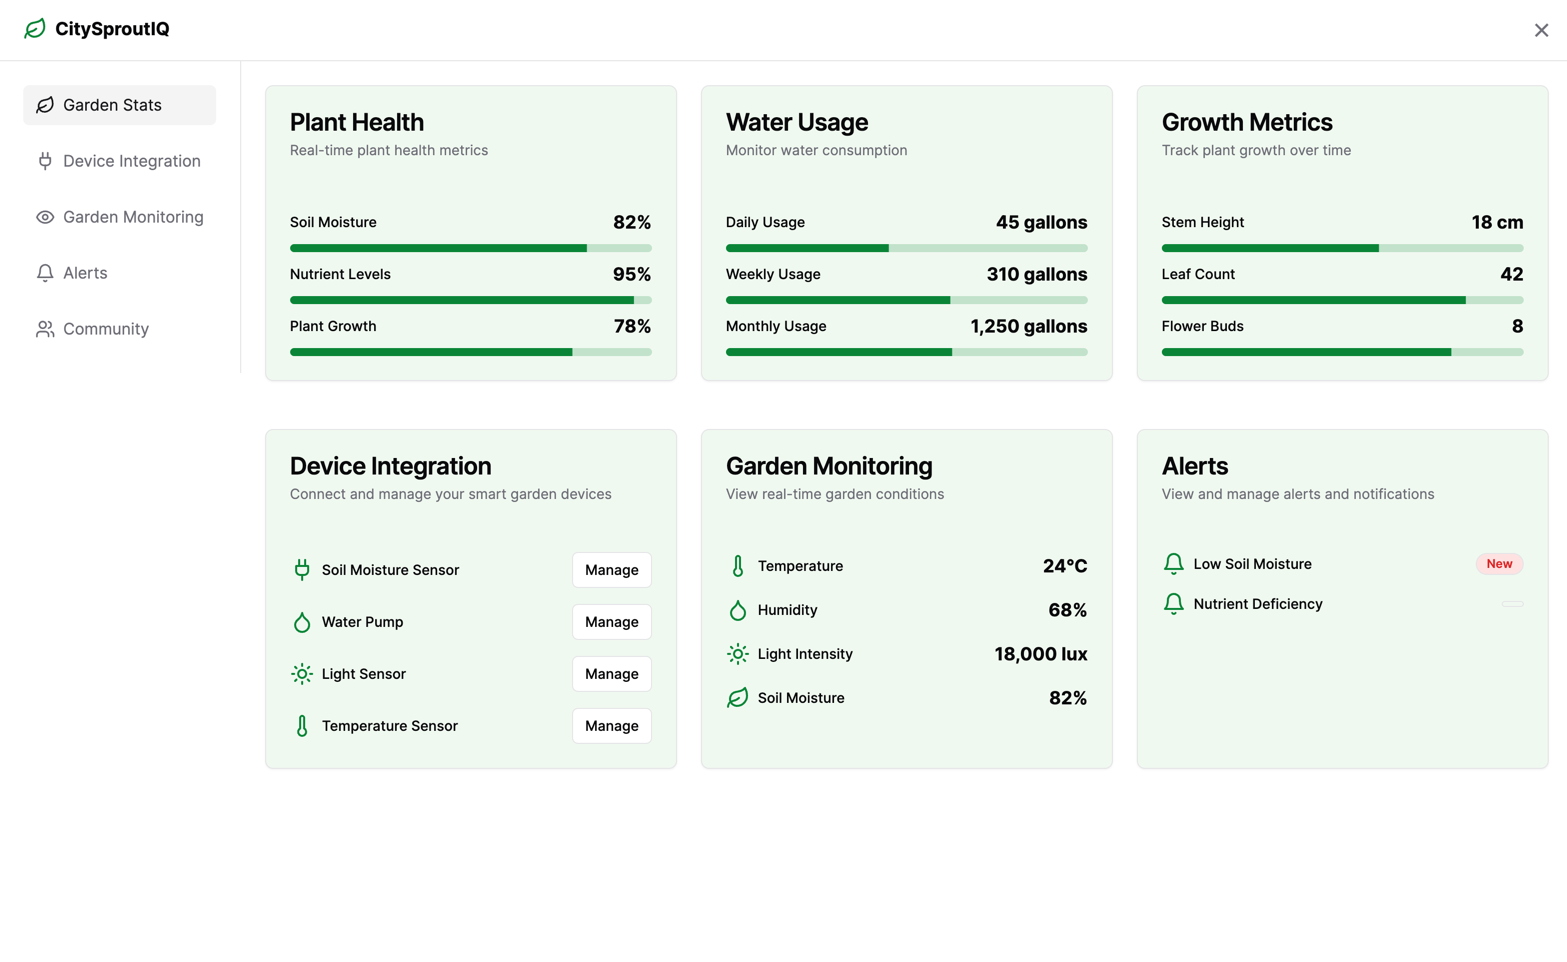 CitySproutIQ
Garden Stats
Device Integration
Garden Monitoring
Alerts
Community
Plant Health
Real-time plant health metrics
Soil Moisture 82%
Nutrient Levels 95%
Plant Growth 78%
Water Usage
Monitor water consumption
Daily Usage 45 gallons
Weekly Usage 310 gallons
Monthly Usage 1,250 gallons
Growth Metrics
Track plant growth over time
Stem Height 18 cm
Leaf Count 42
Flower Buds 8
Device Integration
Connect and manage your smart garden devices
Soil Moisture Sensor Manage
Water Pump Manage
Light Sensor Manage
Temperature Sensor Manage
Garden Monitoring
View real-time garden conditions
Temperature 24°C
Humidity 68%
Light Intensity 18,000 lux
Soil Moisture 82%
Alerts
View and manage alerts and notifications
Low Soil Moisture New
Nutrient Deficiency